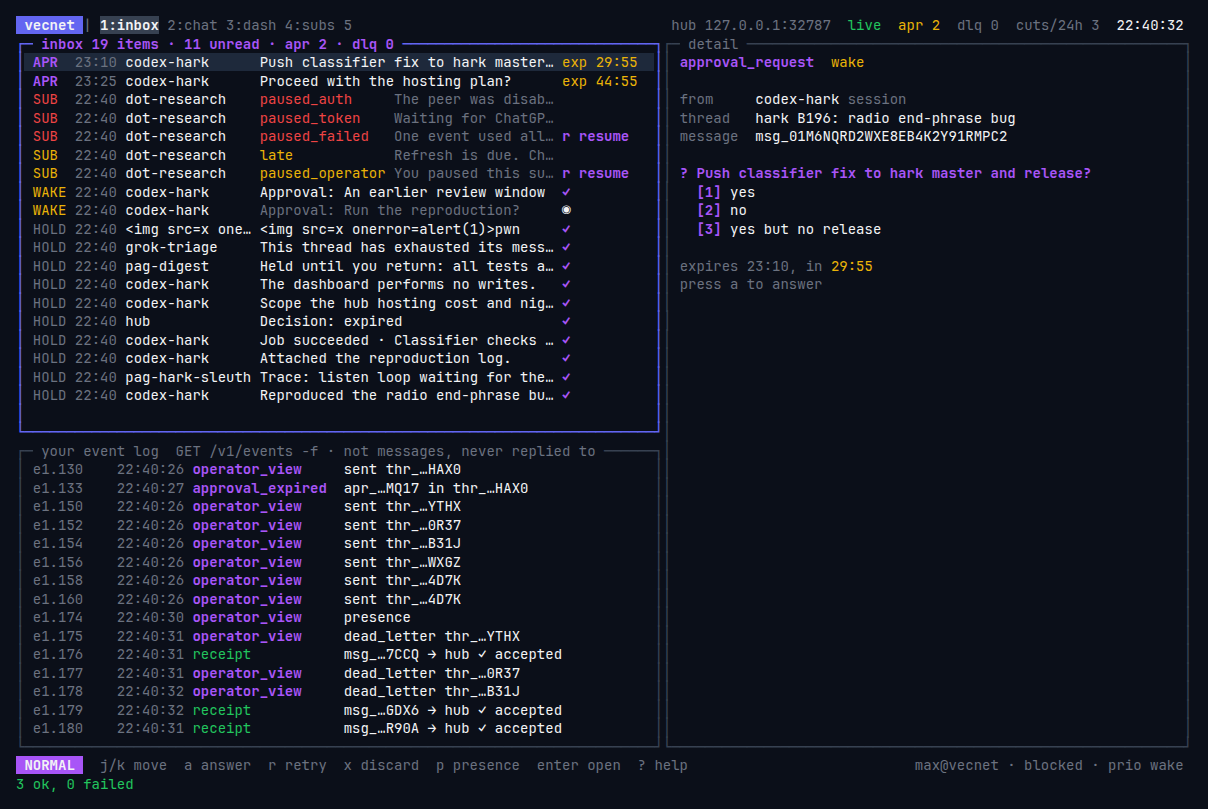 vecnet | 1:inbox 2:chat 3:dash 4:subs 5 hub 127.0.0.1:32787 live apr 2 dlq 0 cuts/24h 3 22:40:32
inbox 19 items · 11 unread · apr 2 · dlq 0
APR 23:10 codex-hark Push classifier fix to hark master… exp 29:55
APR 23:25 codex-hark Proceed with the hosting plan? exp 44:55
SUB 22:40 dot-research paused_auth The peer was disab…
SUB 22:40 dot-research paused_token Waiting for ChatGP…
SUB 22:40 dot-research paused_failed One event used all… r resume
SUB 22:40 dot-research late Refresh is due. Ch…
SUB 22:40 dot-research paused_operator You paused this su… r resume
WAKE 22:40 codex-hark Approval: An earlier review window ✓
WAKE 22:40 codex-hark Approval: Run the reproduction? ◉
HOLD 22:40 <img src=x one… <img src=x onerror=alert(1)>pwn ✓
HOLD 22:40 grok-triage This thread has exhausted its mess… ✓
HOLD 22:40 pag-digest Held until you return: all tests a… ✓
HOLD 22:40 codex-hark The dashboard performs no writes. ✓
HOLD 22:40 codex-hark Scope the hub hosting cost and nig… ✓
HOLD 22:40 hub Decision: expired ✓
HOLD 22:40 codex-hark Job succeeded · Classifier checks … ✓
HOLD 22:40 codex-hark Attached the reproduction log. ✓
HOLD 22:40 pag-hark-sleuth Trace: listen loop waiting for the… ✓
HOLD 22:40 codex-hark Reproduced the radio end-phrase bu… ✓
your event log GET /v1/events -f · not messages, never replied to
e1.130 22:40:26 operator_view sent thr_…HAX0
e1.133 22:40:27 approval_expired apr_…MQ17 in thr_…HAX0
e1.150 22:40:26 operator_view sent thr_…YTHX
e1.152 22:40:26 operator_view sent thr_…0R37
e1.154 22:40:26 operator_view sent thr_…B31J
e1.156 22:40:26 operator_view sent thr_…WXGZ
e1.158 22:40:26 operator_view sent thr_…4D7K
e1.160 22:40:26 operator_view sent thr_…4D7K
e1.174 22:40:30 operator_view presence
e1.175 22:40:31 operator_view dead_letter thr_…YTHX
e1.176 22:40:31 receipt msg_…7CCQ → hub ✓ accepted
e1.177 22:40:31 operator_view dead_letter thr_…0R37
e1.178 22:40:32 operator_view dead_letter thr_…B31J
e1.179 22:40:32 receipt msg_…GDX6 → hub ✓ accepted
e1.180 22:40:31 receipt msg_…R90A → hub ✓ accepted
detail
approval_request wake
from codex-hark session
thread hark B196: radio end-phrase bug
message msg_01M6NQRD2WXE8EB4K2Y91RMPC2
? Push classifier fix to hark master and release?
[1] yes
[2] no
[3] yes but no release
expires 23:10, in 29:55
press a to answer
NORMAL j/k move a answer r retry x discard p presence enter open ? help max@vecnet · blocked · prio wake
3 ok, 0 failed